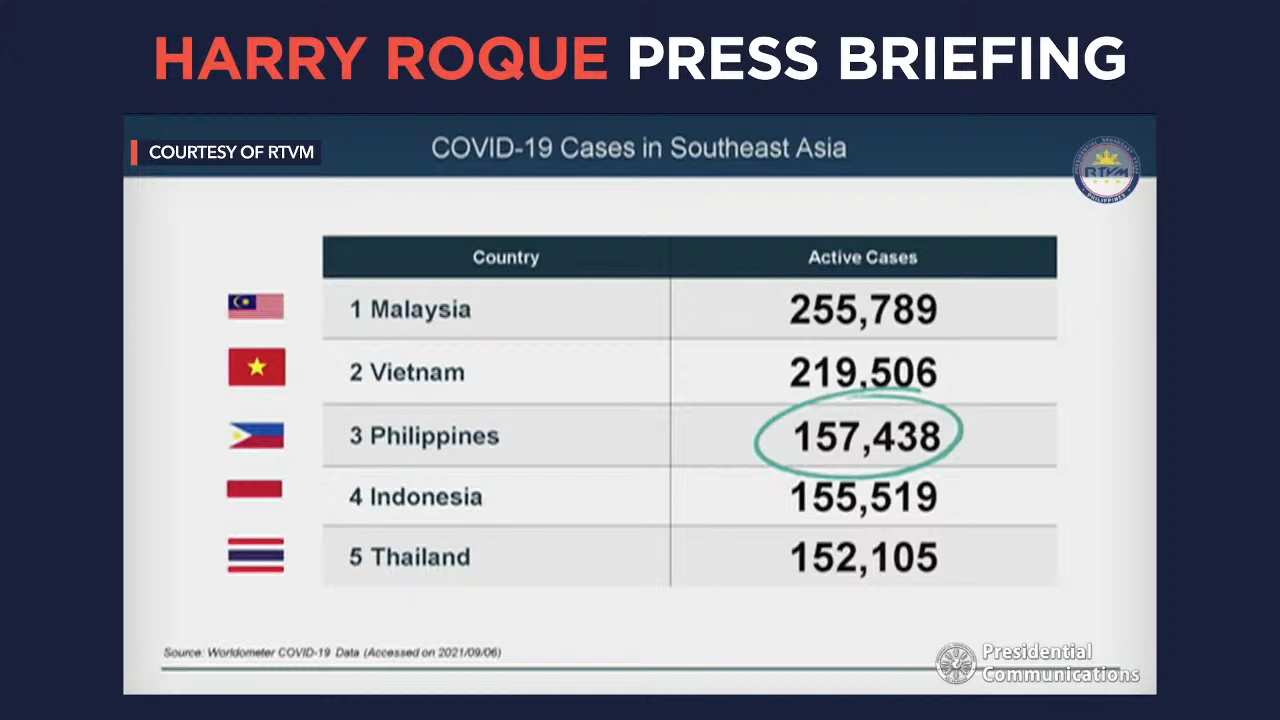 HARRY ROQUE PRESS BRIEFING
COURTESY OF RTVM
COVID-19 Cases in Southeast Asia
RTVM
PHILIPPINES
Country Active Cases
1 Malaysia 255,789
2 Vietnam 219,506
3 Philippines 157,438
4 Indonesia 155,519
5 Thailand 152,105
Source: Worldometer COVID-19 Data (Accessed on 2021/09/06)
Presidential
Communications